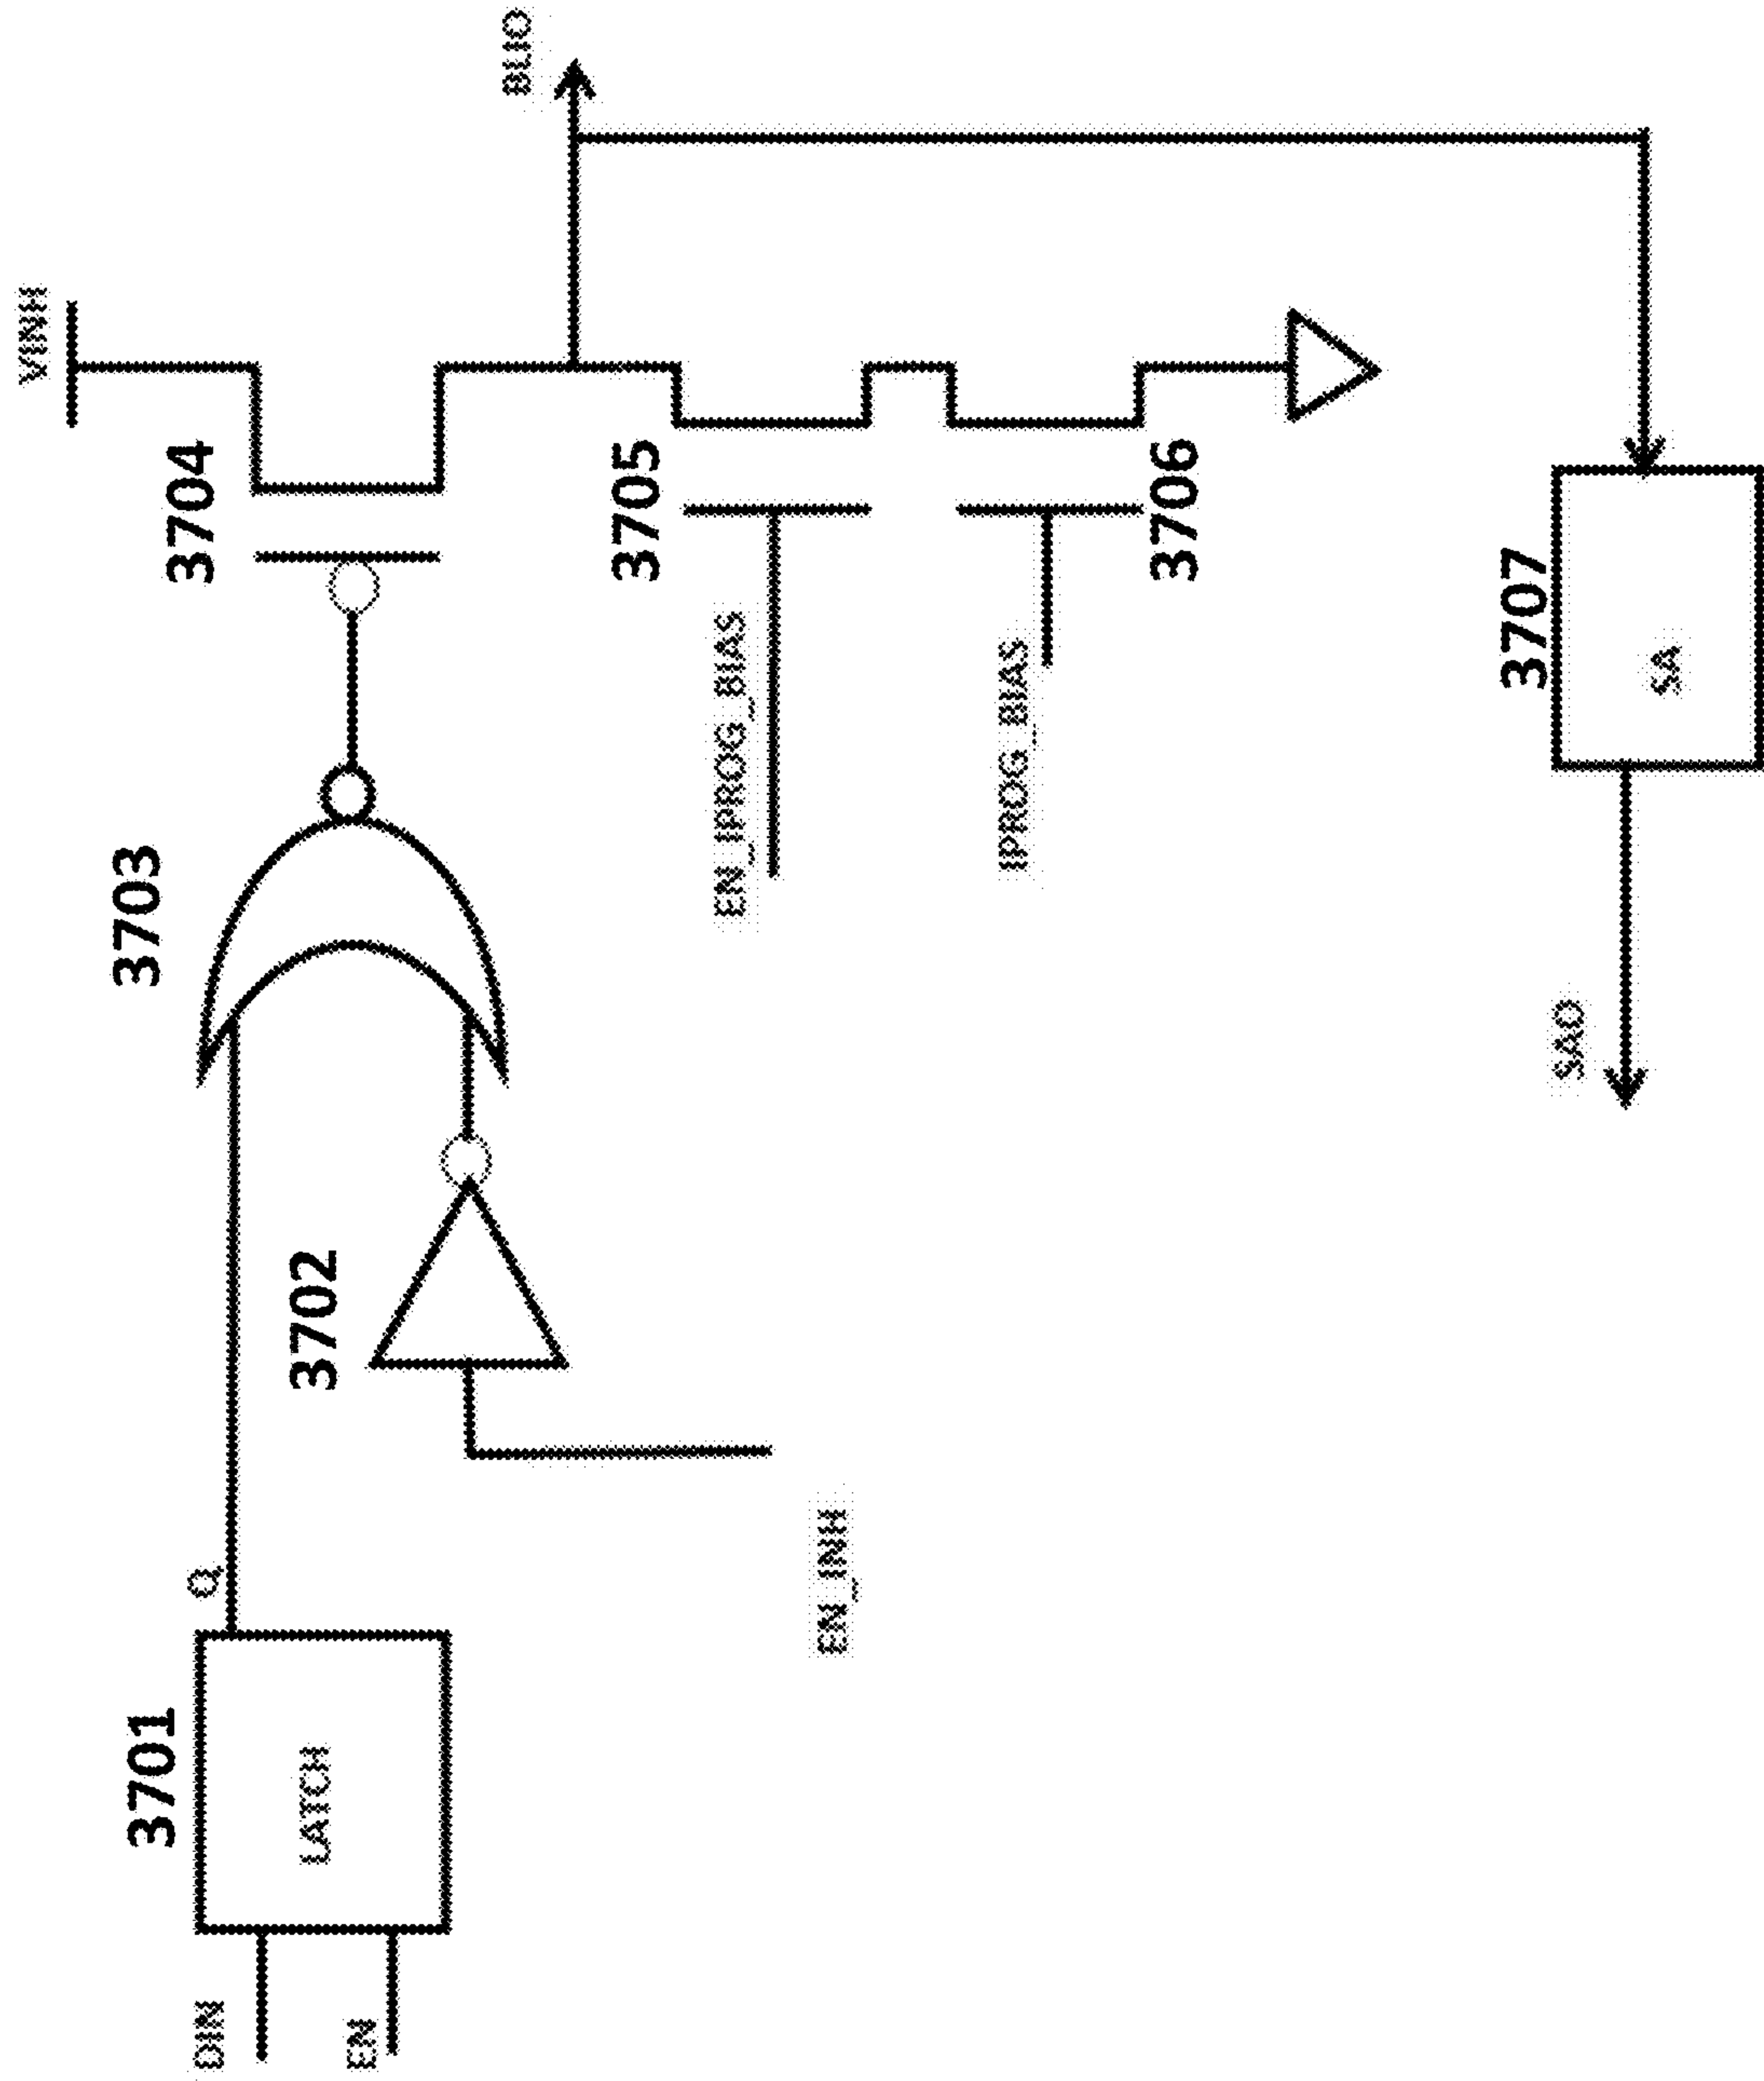 VINH
3703
3704
3701
Q
3702
BLIO
DIN
LATCH
EN
3705
EN_IPROG_BIAS
EN_INH
IPROG_BIAS
3706
3707
SA
SAO